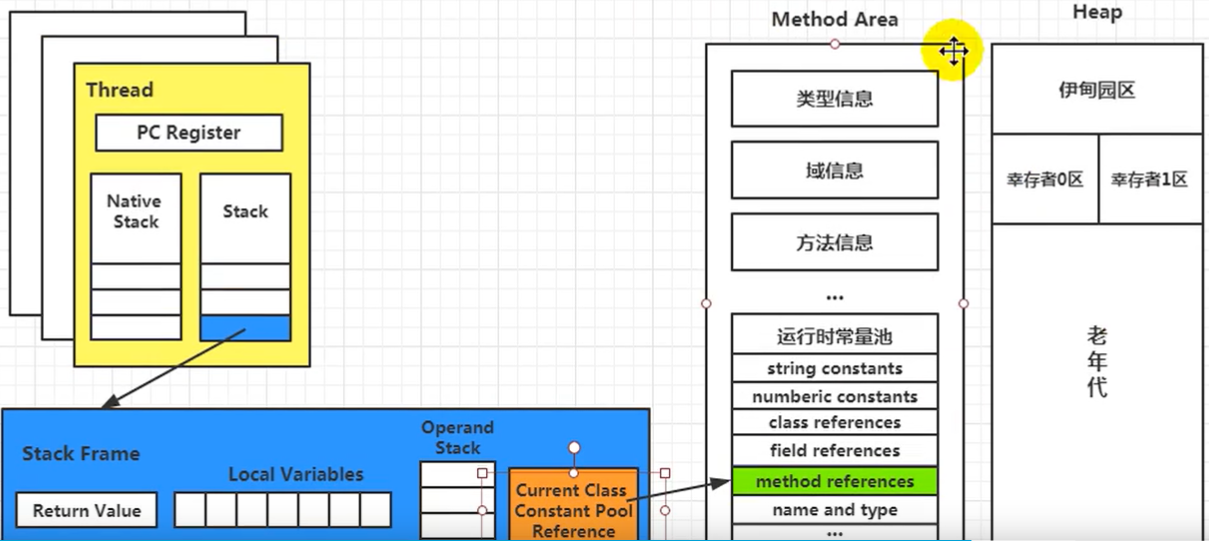 Thread
PC Register
Native
Stack
Stack
Stack Frame
Return Value
Local Variables
Operand
Stack
Current Class
Constant Pool
Reference
Method Area
类型信息
域信息
方法信息
...
运行时常量池
string constants
numberic constants
class references
field references
method references
name and type
...
Heap
伊甸园区
幸存者0区
幸存者1区
老
年
代